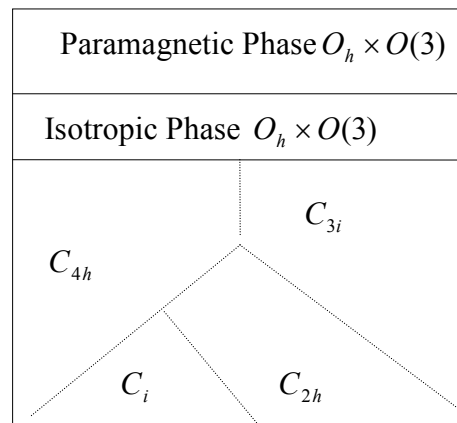 Paramagnetic Phase O_h × O(3)
Isotropic Phase O_h × O(3)
C_{3i}
C_{4h}
C_i
C_{2h}